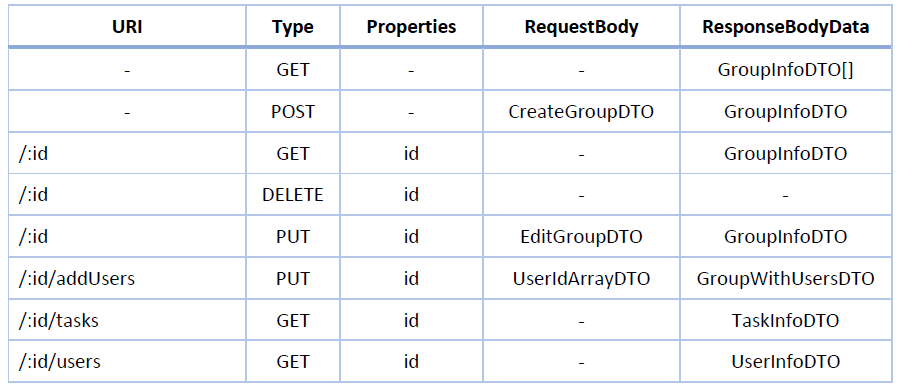 URI Type Properties RequestBody ResponseBodyData
- GET - - GroupInfoDTO[]
- POST - CreateGroupDTO GroupInfoDTO
/:id GET id - GroupInfoDTO
/:id DELETE id - -
/:id PUT id EditGroupDTO GroupInfoDTO
/:id/addUsers PUT id UserIdArrayDTO GroupWithUsersDTO
/:id/tasks GET id - TaskInfoDTO
/:id/users GET id - UserInfoDTO